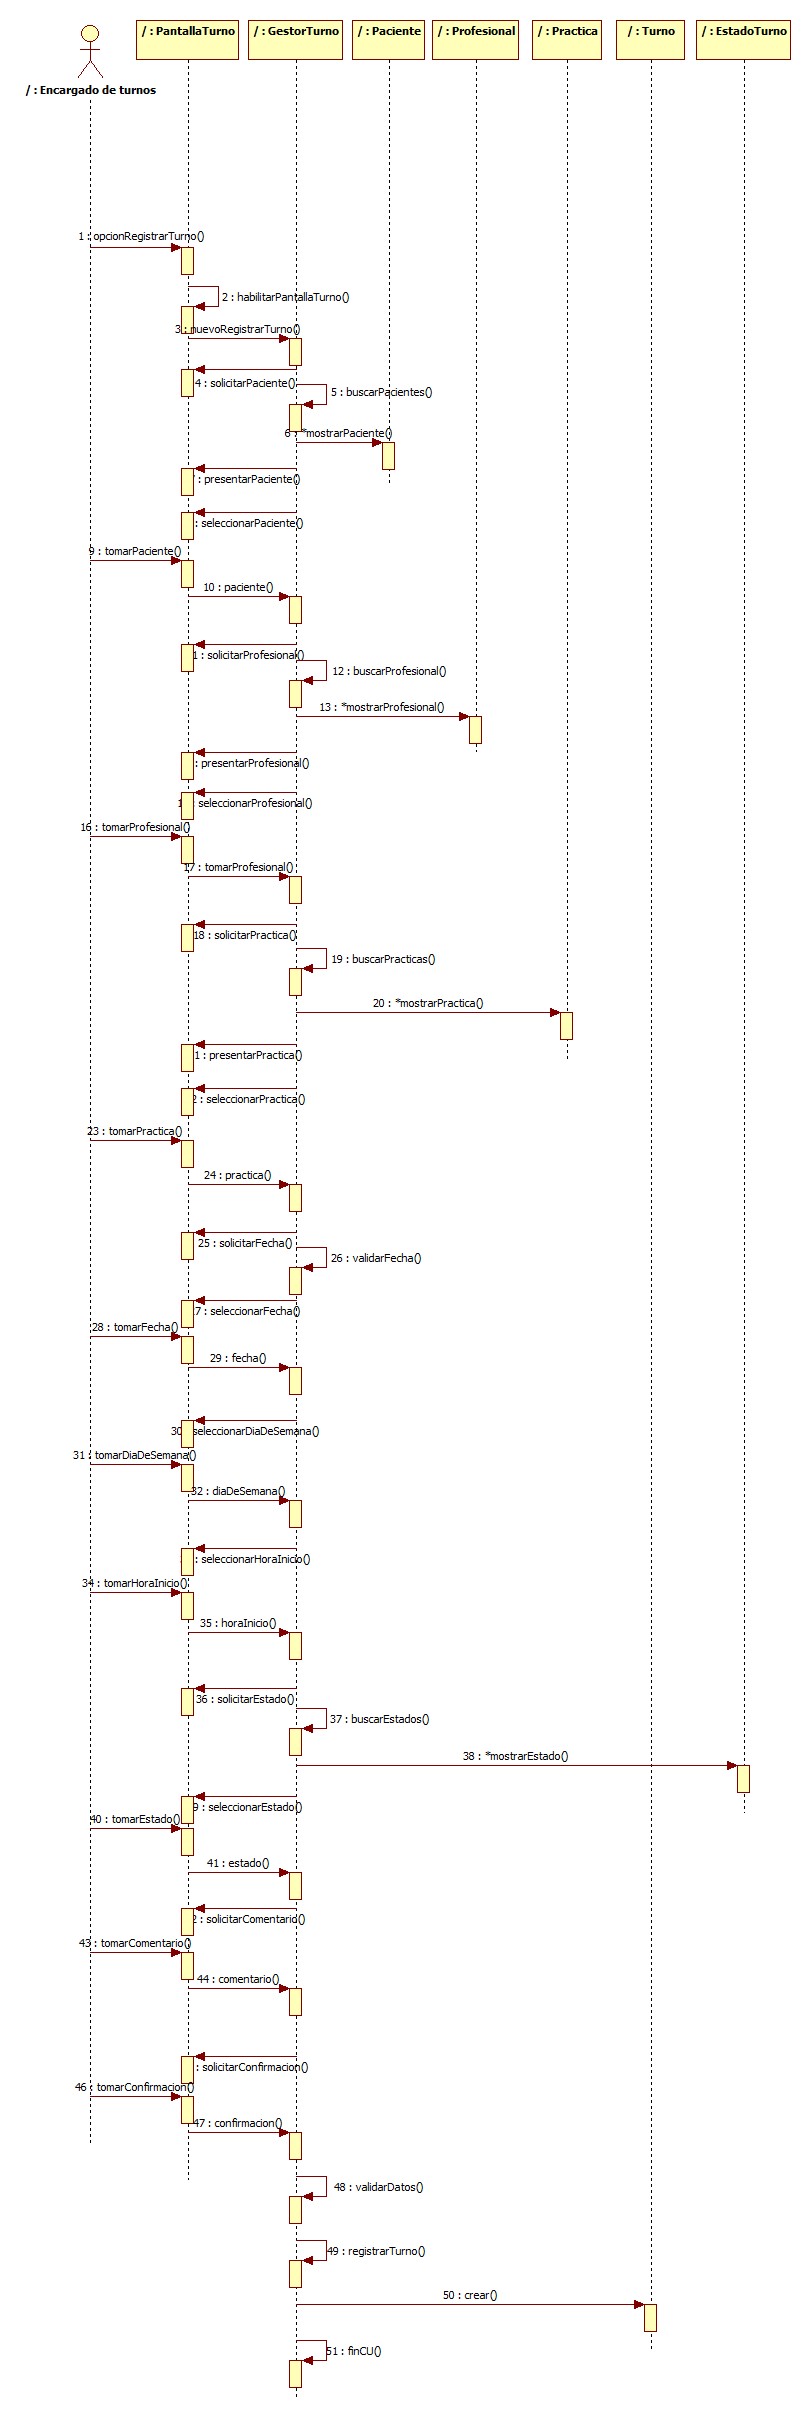 / : PantallaTurno
/ : GestorTurno
/ : Paciente
/ : Profesional
/ : Practica
/ : Turno
/ : EstadoTurno
/ : Encargado de turnos
1 : opcionRegistrarTurno()
2 : habilitarPantallaTurno()
3 : nuevoRegistrarTurno()
4 : solicitarPaciente()
5 : buscarPacientes()
6 : *mostrarPaciente()
: presentarPaciente()
: seleccionarPaciente()
9 : tomarPaciente()
10 : paciente()
1 : solicitarProfesional()
12 : buscarProfesional()
13 : *mostrarProfesional()
: presentarProfesional()
1 : seleccionarProfesional()
16 : tomarProfesional()
17 : tomarProfesional()
18 : solicitarPractica()
19 : buscarPracticas()
20 : *mostrarPractica()
1 : presentarPractica()
2 : seleccionarPractica()
23 : tomarPractica()
24 : practica()
25 : solicitarFecha()
26 : validarFecha()
7 : seleccionarFecha()
28 : tomarFecha()
29 : fecha()
30 : seleccionarDiaDeSemana()
31 : tomarDiaDeSemana()
32 : diaDeSemana()
: seleccionarHoraInicio()
34 : tomarHoraInicio()
35 : horaInicio()
36 : solicitarEstado()
37 : buscarEstados()
38 : *mostrarEstado()
9 : seleccionarEstado()
40 : tomarEstado()
41 : estado()
2 : solicitarComentario()
43 : tomarComentario()
44 : comentario()
: solicitarConfirmacion()
46 : tomarConfirmacion()
47 : confirmacion()
48 : validarDatos()
49 : registrarTurno()
50 : crear()
51 : finCU()